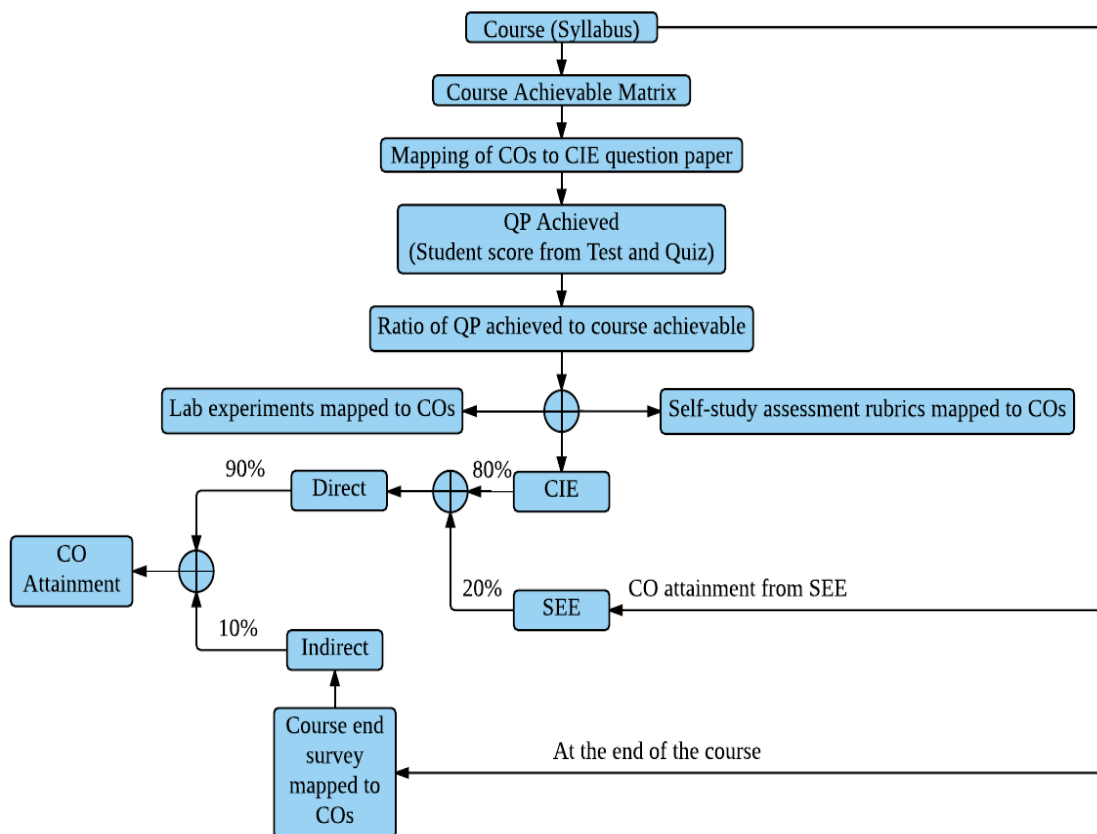 Course (Syllabus)
Course Achievable Matrix
Mapping of COs to CIE question paper
QP Achieved
(Student score from Test and Quiz)
Ratio of QP achieved to course achievable
Lab experiments mapped to COs
Self-study assessment rubrics mapped to COs
90%
Direct
80%
CIE
CO
Attainment
20%
SEE
CO attainment from SEE
10%
Indirect
Course end
survey
mapped to
COs
At the end of the course